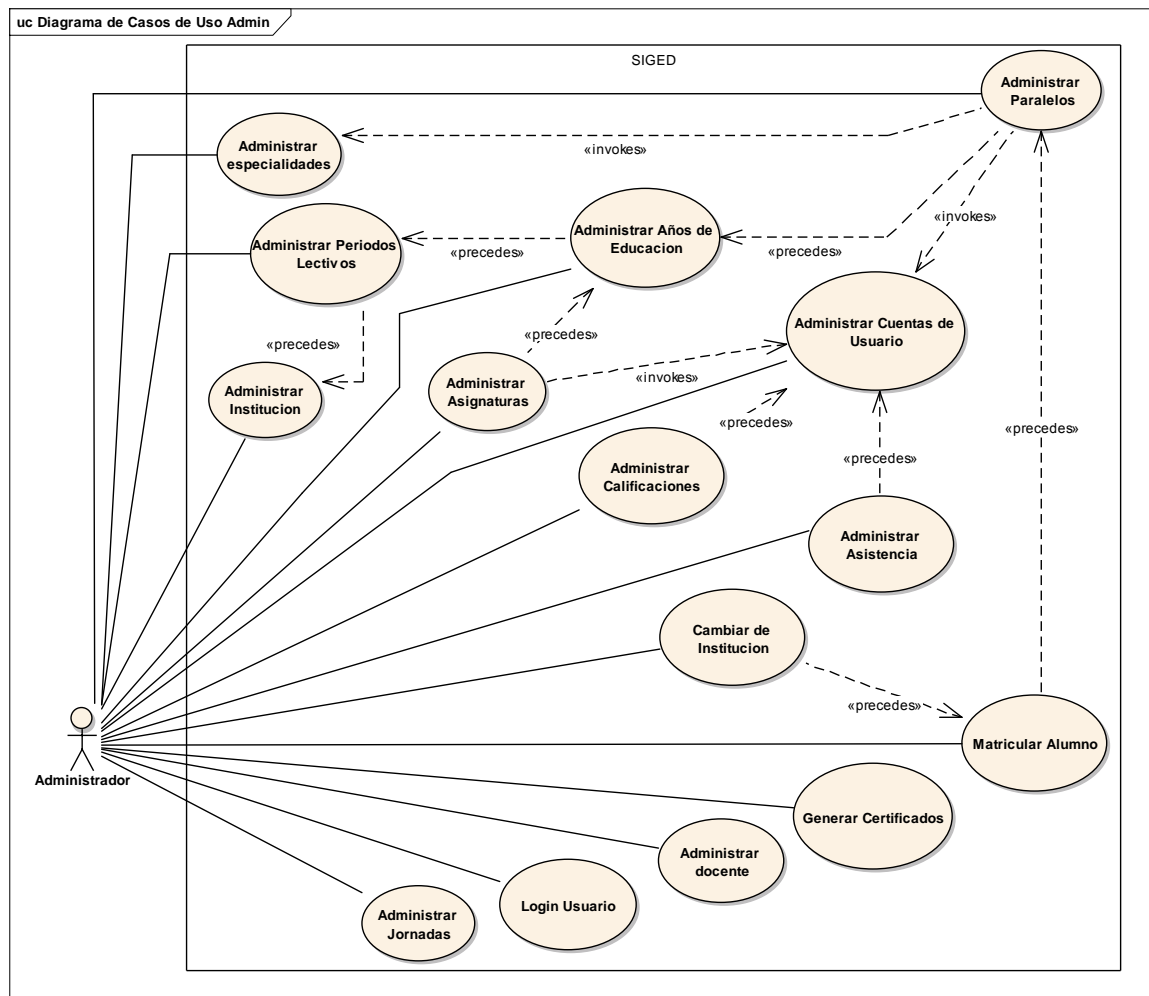 uc Diagrama de Casos de Uso Admin
SIGED
Administrar
Paralelos
Administrar
especialidades
«invokes»
Administrar Periodos
Lectivos
«precedes»
Administrar Años de
Educacion
«precedes»
«invokes»
«precedes»
Administrar
Institucion
Administrar
Asignaturas
«precedes»
«invokes»
Administrar Cuentas de
Usuario
«precedes»
Administrar
Calificaciones
«precedes»
«precedes»
Administrar
Asistencia
Cambiar de
Institucion
«precedes»
Matricular Alumno
Administrador
Generar Certificados
Administrar
docente
Login Usuario
Administrar
Jornadas